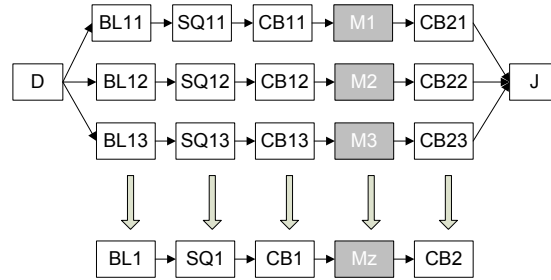 BL11 SQ11 CB11 M1 CB21
D BL12 SQ12 CB12 M2 CB22 J
BL13 SQ13 CB13 M3 CB23
BL1 SQ1 CB1 Mz CB2